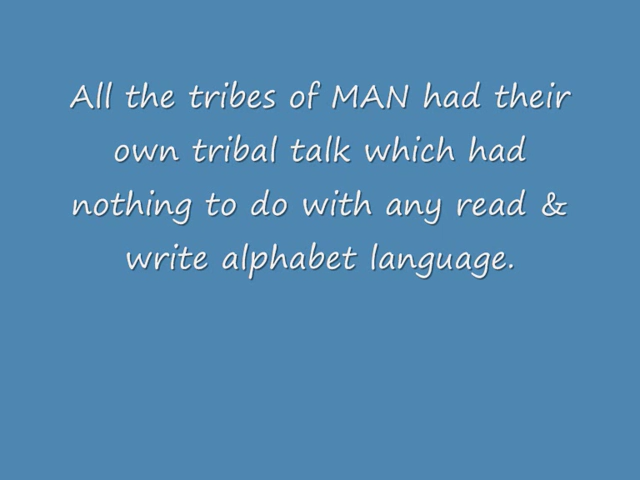 All the tribes of MAN had their
own tribal talk which had
nothing to do with any read &
write alphabet language.